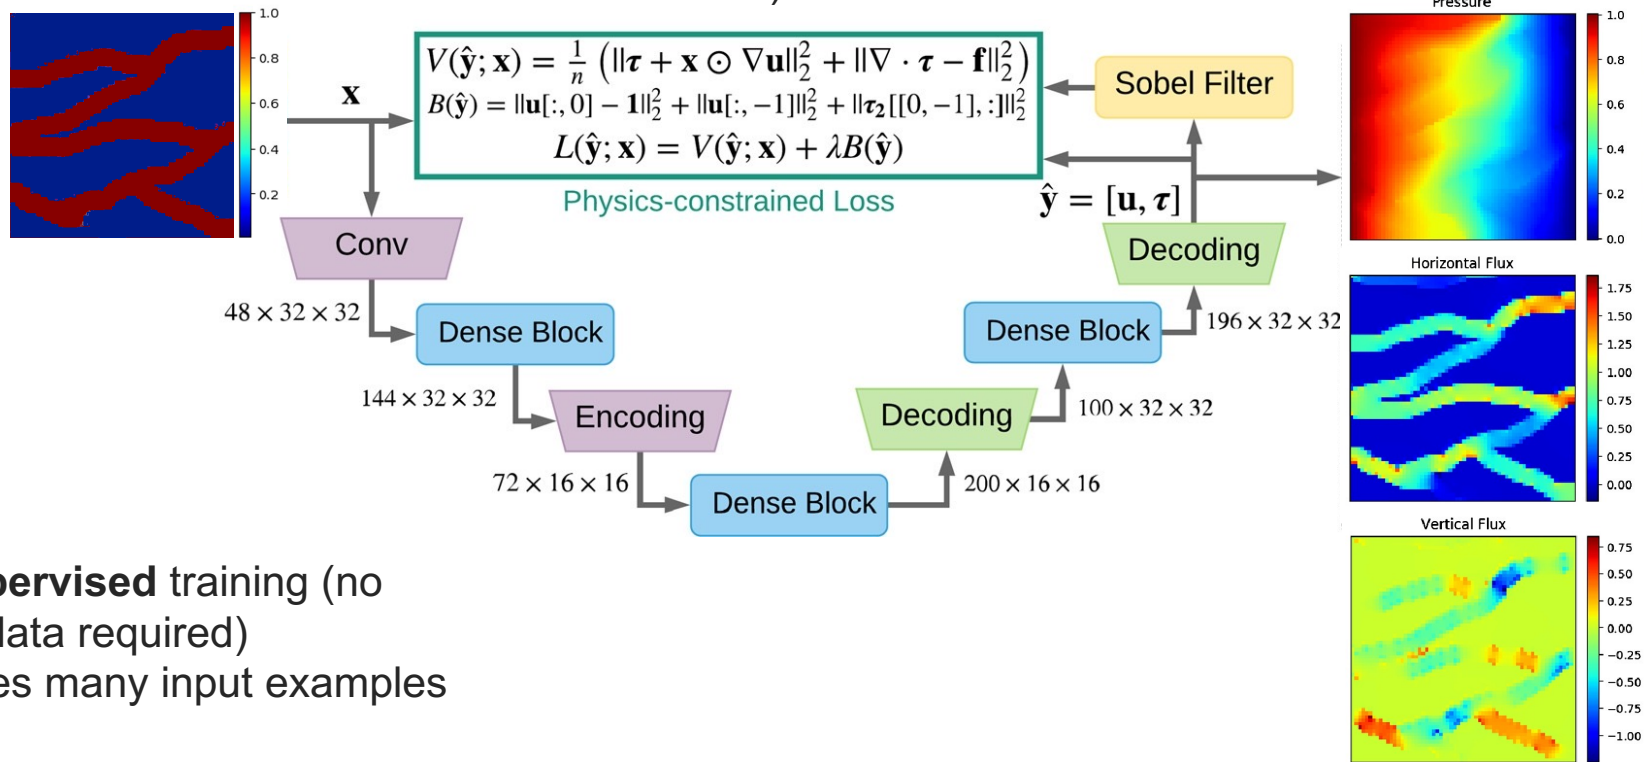 1.0
0.8
0.6
0.4
0.2
x
V(ŷ; x) = 1/n (||τ + x ⊙ ∇u||₂² + ||∇ · τ − f||₂²)
B(ŷ) = ||u[:, 0] − 1||₂² + ||u[:, −1]||₂² + ||τ₂[[0, −1], :]||₂²
L(ŷ; x) = V(ŷ; x) + λB(ŷ)
Physics-constrained Loss
Sobel Filter
ŷ = [u, τ]
Conv
48 × 32 × 32
Dense Block
144 × 32 × 32
Encoding
72 × 16 × 16
Dense Block
200 × 16 × 16
Decoding
100 × 32 × 32
Dense Block
196 × 32 × 32
Decoding
Pressure
1.0
0.8
0.6
0.4
0.2
0.0
Horizontal Flux
1.75
1.50
1.25
1.00
0.75
0.50
0.25
0.00
Vertical Flux
0.75
0.50
0.25
0.00
−0.25
−0.50
−0.75
−1.00
pervised training (no
data required)
es many input examples